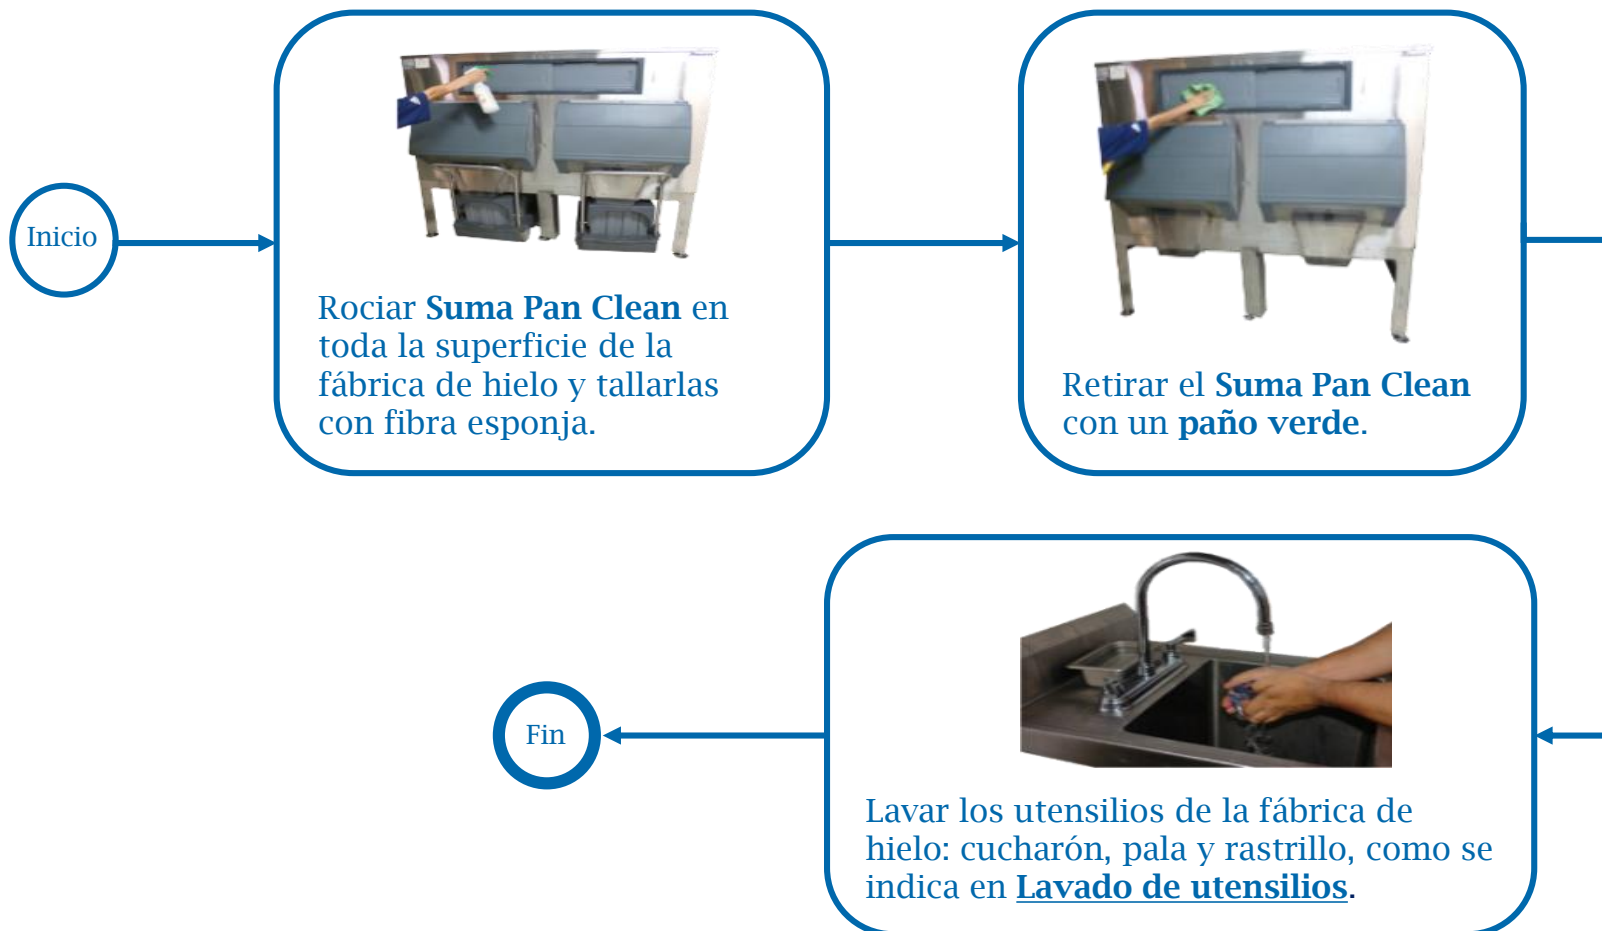 Inicio
Rociar Suma Pan Clean en
toda la superficie de la
fábrica de hielo y tallarlas
con fibra esponja.
Retirar el Suma Pan Clean
con un paño verde.
Fin
Lavar los utensilios de la fábrica de
hielo: cucharón, pala y rastrillo, como se
indica en Lavado de utensilios.